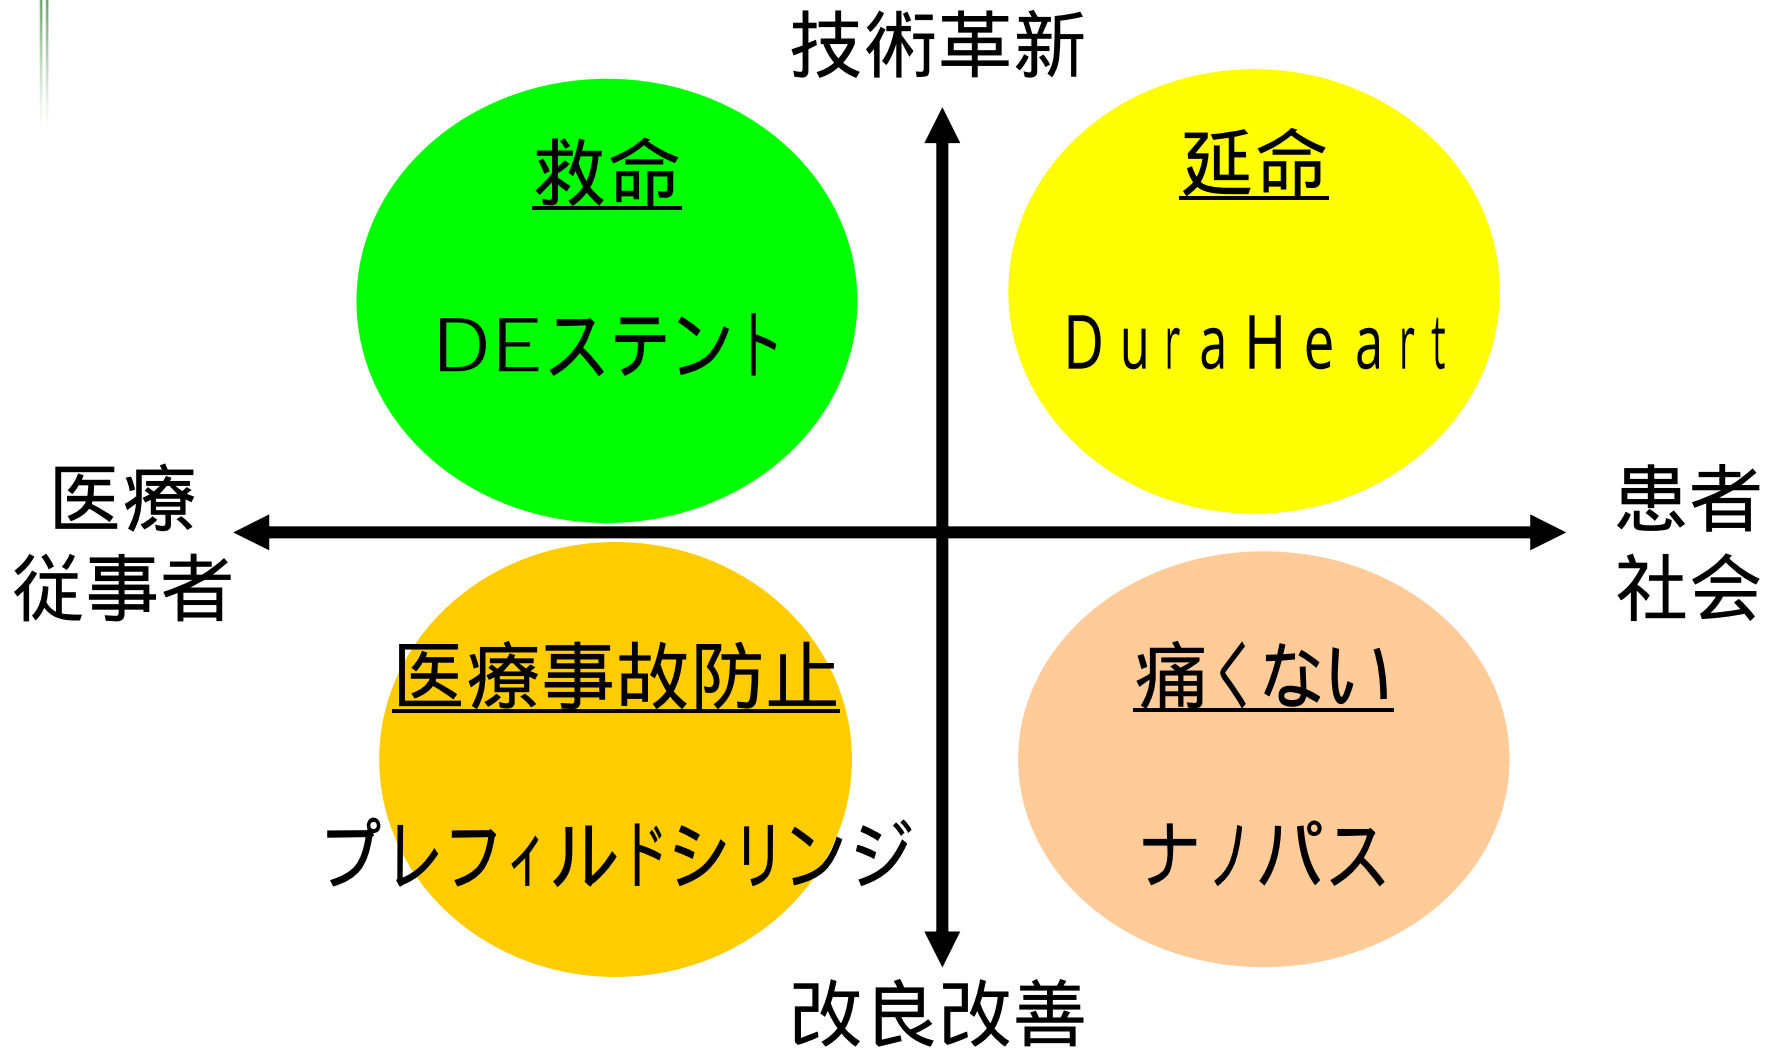 技術革新
救命
DEステント
延命
DuraHeart
医療
従事者
患者
社会
医療事故防止
プレフィルドシリンジ
痛くない
ナノパス
改良改善